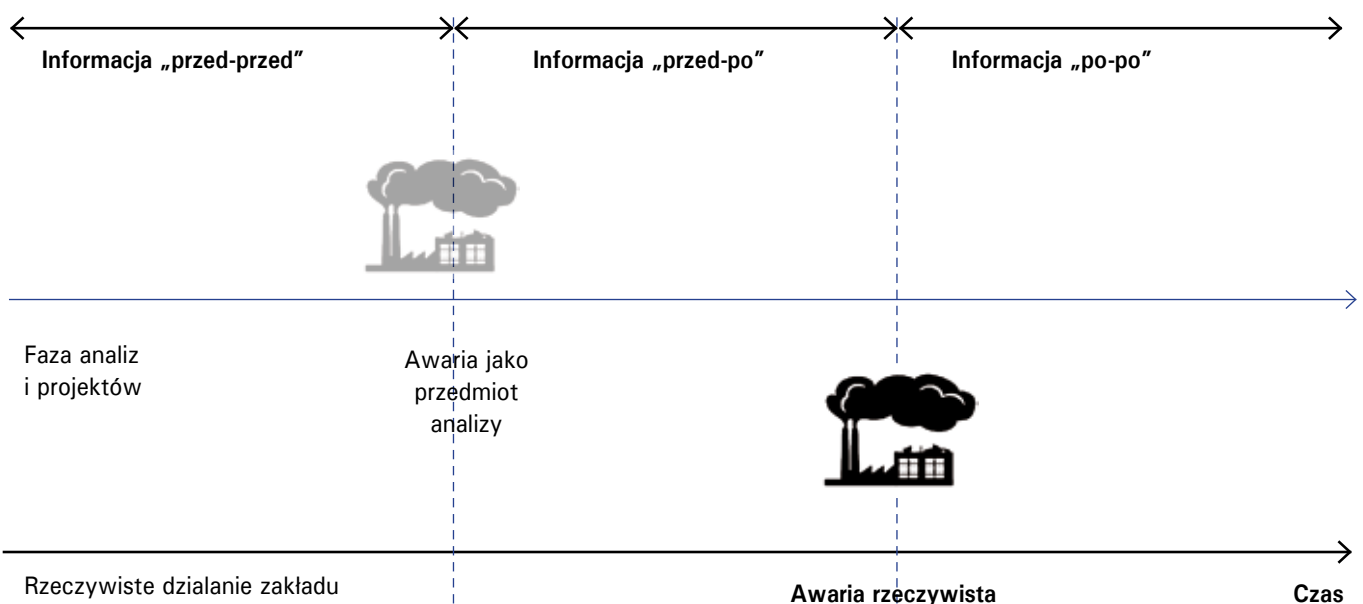 Informacja „przed-przed”
Informacja „przed-po”
Informacja „po-po”
Faza analiz
i projektów
Awaria jako
przedmiot
analizy
Rzeczywiste dzialanie zakładu
Awaria rzeczywista
Czas